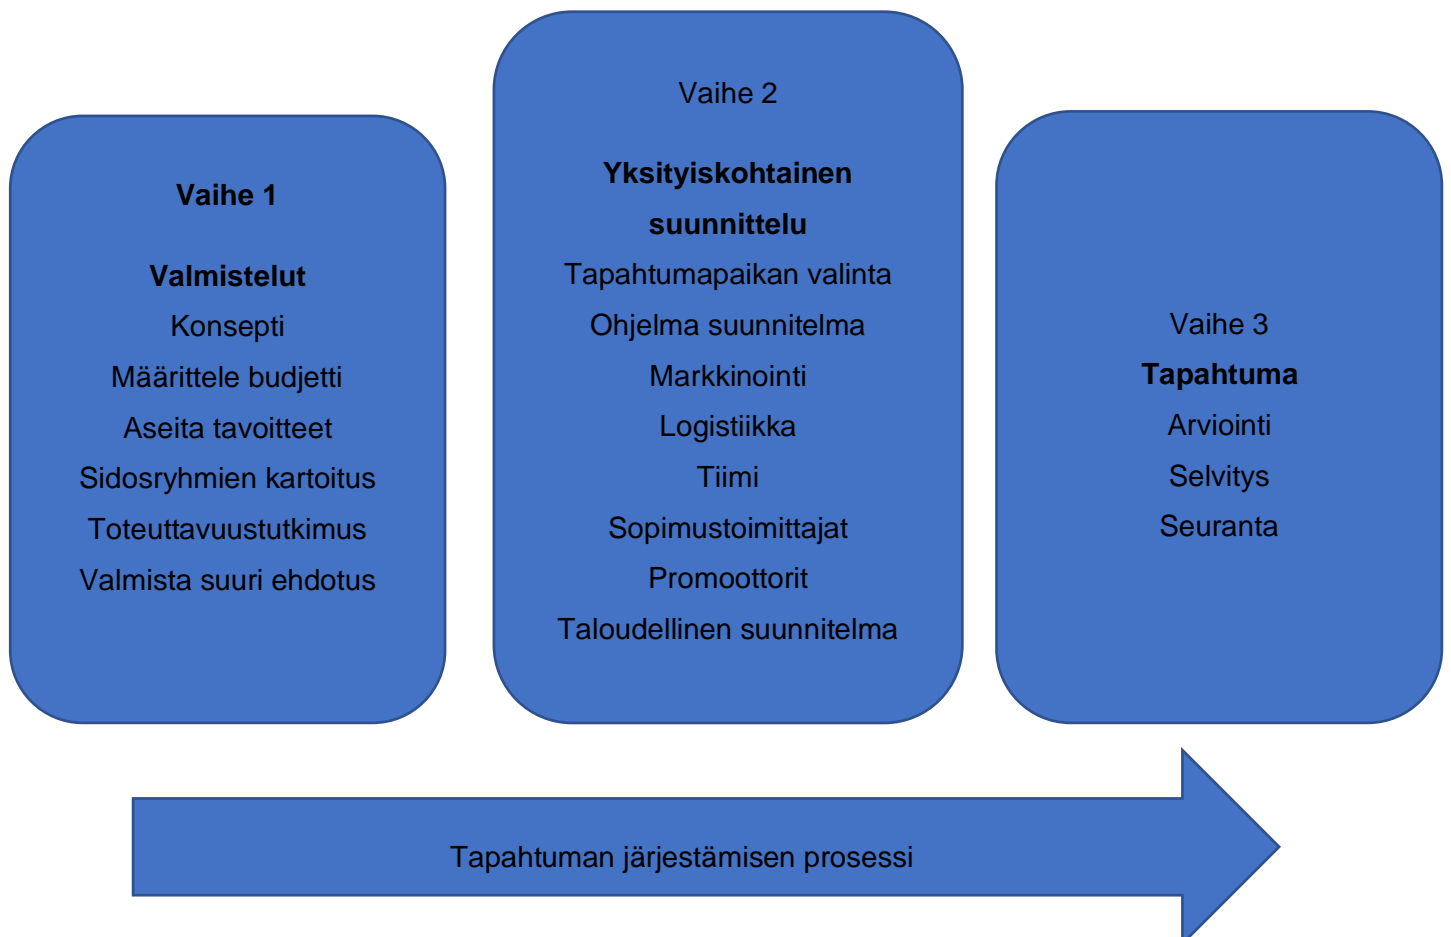 Vaihe 1
Valmistelut
Konsepti
Määrittele budjetti
Aseita tavoitteet
Sidosryhmien kartoitus
Toteuttavuustutkimus
Valmista suuri ehdotus
Vaihe 2
Yksityiskohtainen
suunnittelu
Tapahtumapaikan valinta
Ohjelma suunnitelma
Markkinointi
Logistiikka
Tiimi
Sopimustoimittajat
Promoottorit
Taloudellinen suunnitelma
Vaihe 3
Tapahtuma
Arviointi
Selvitys
Seuranta
Tapahtuman järjestämisen prosessi